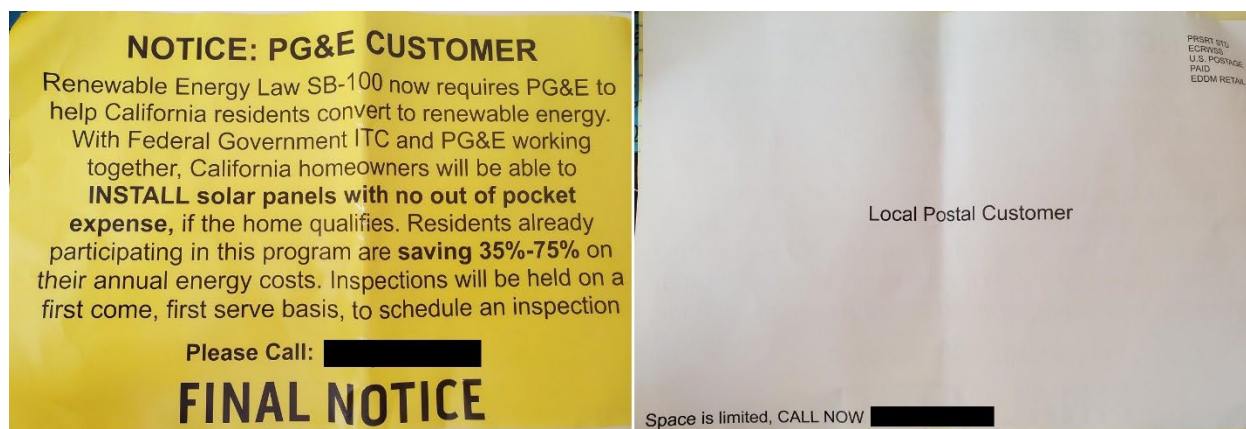 NOTICE: PG&E CUSTOMER
Renewable Energy Law SB-100 now requires PG&E to
help California residents convert to renewable energy.
With Federal Government ITC and PG&E working
together, California homeowners will be able to
INSTALL solar panels with no out of pocket
expense, if the home qualifies. Residents already
participating in this program are saving 35%-75% on
their annual energy costs. Inspections will be held on a
first come, first serve basis, to schedule an inspection
Please Call:
FINAL NOTICE
PRSRT STD
ECRWSS
U.S. POSTAGE
PAID
EDDM RETAIL
Local Postal Customer
Space is limited, CALL NOW